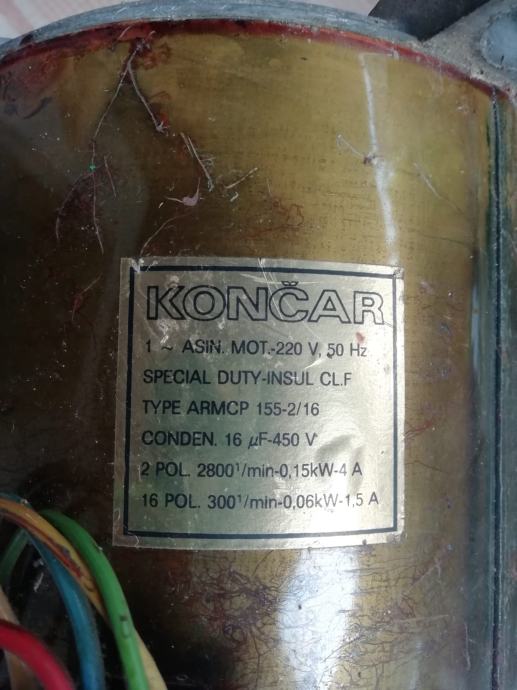 KONČAR
1 ~ ASIN. MOT.-220 V, 50 Hz
SPECIAL DUTY-INSUL CL.F
TYPE ARMCP 155-2/16
CONDEN. 16 μF-450 V
2 POL. 2800¹/min-0,15kW-4 A
16 POL. 300¹/min-0,06kW-1,5 A